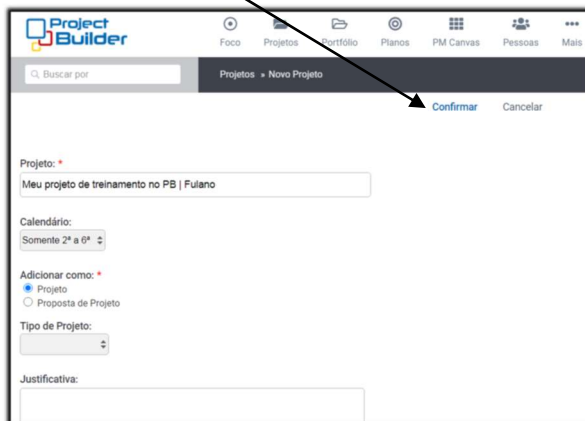 Project
Builder
Foco Projetos Portfólio Planos PM Canvas Pessoas Mais
Buscar por
Projetos » Novo Projeto
Confirmar Cancelar
Projeto: *
Meu projeto de treinamento no PB | Fulano
Calendário:
Somente 2ª a 6ª
Adicionar como: *
Projeto
Proposta de Projeto
Tipo de Projeto:
Justificativa: